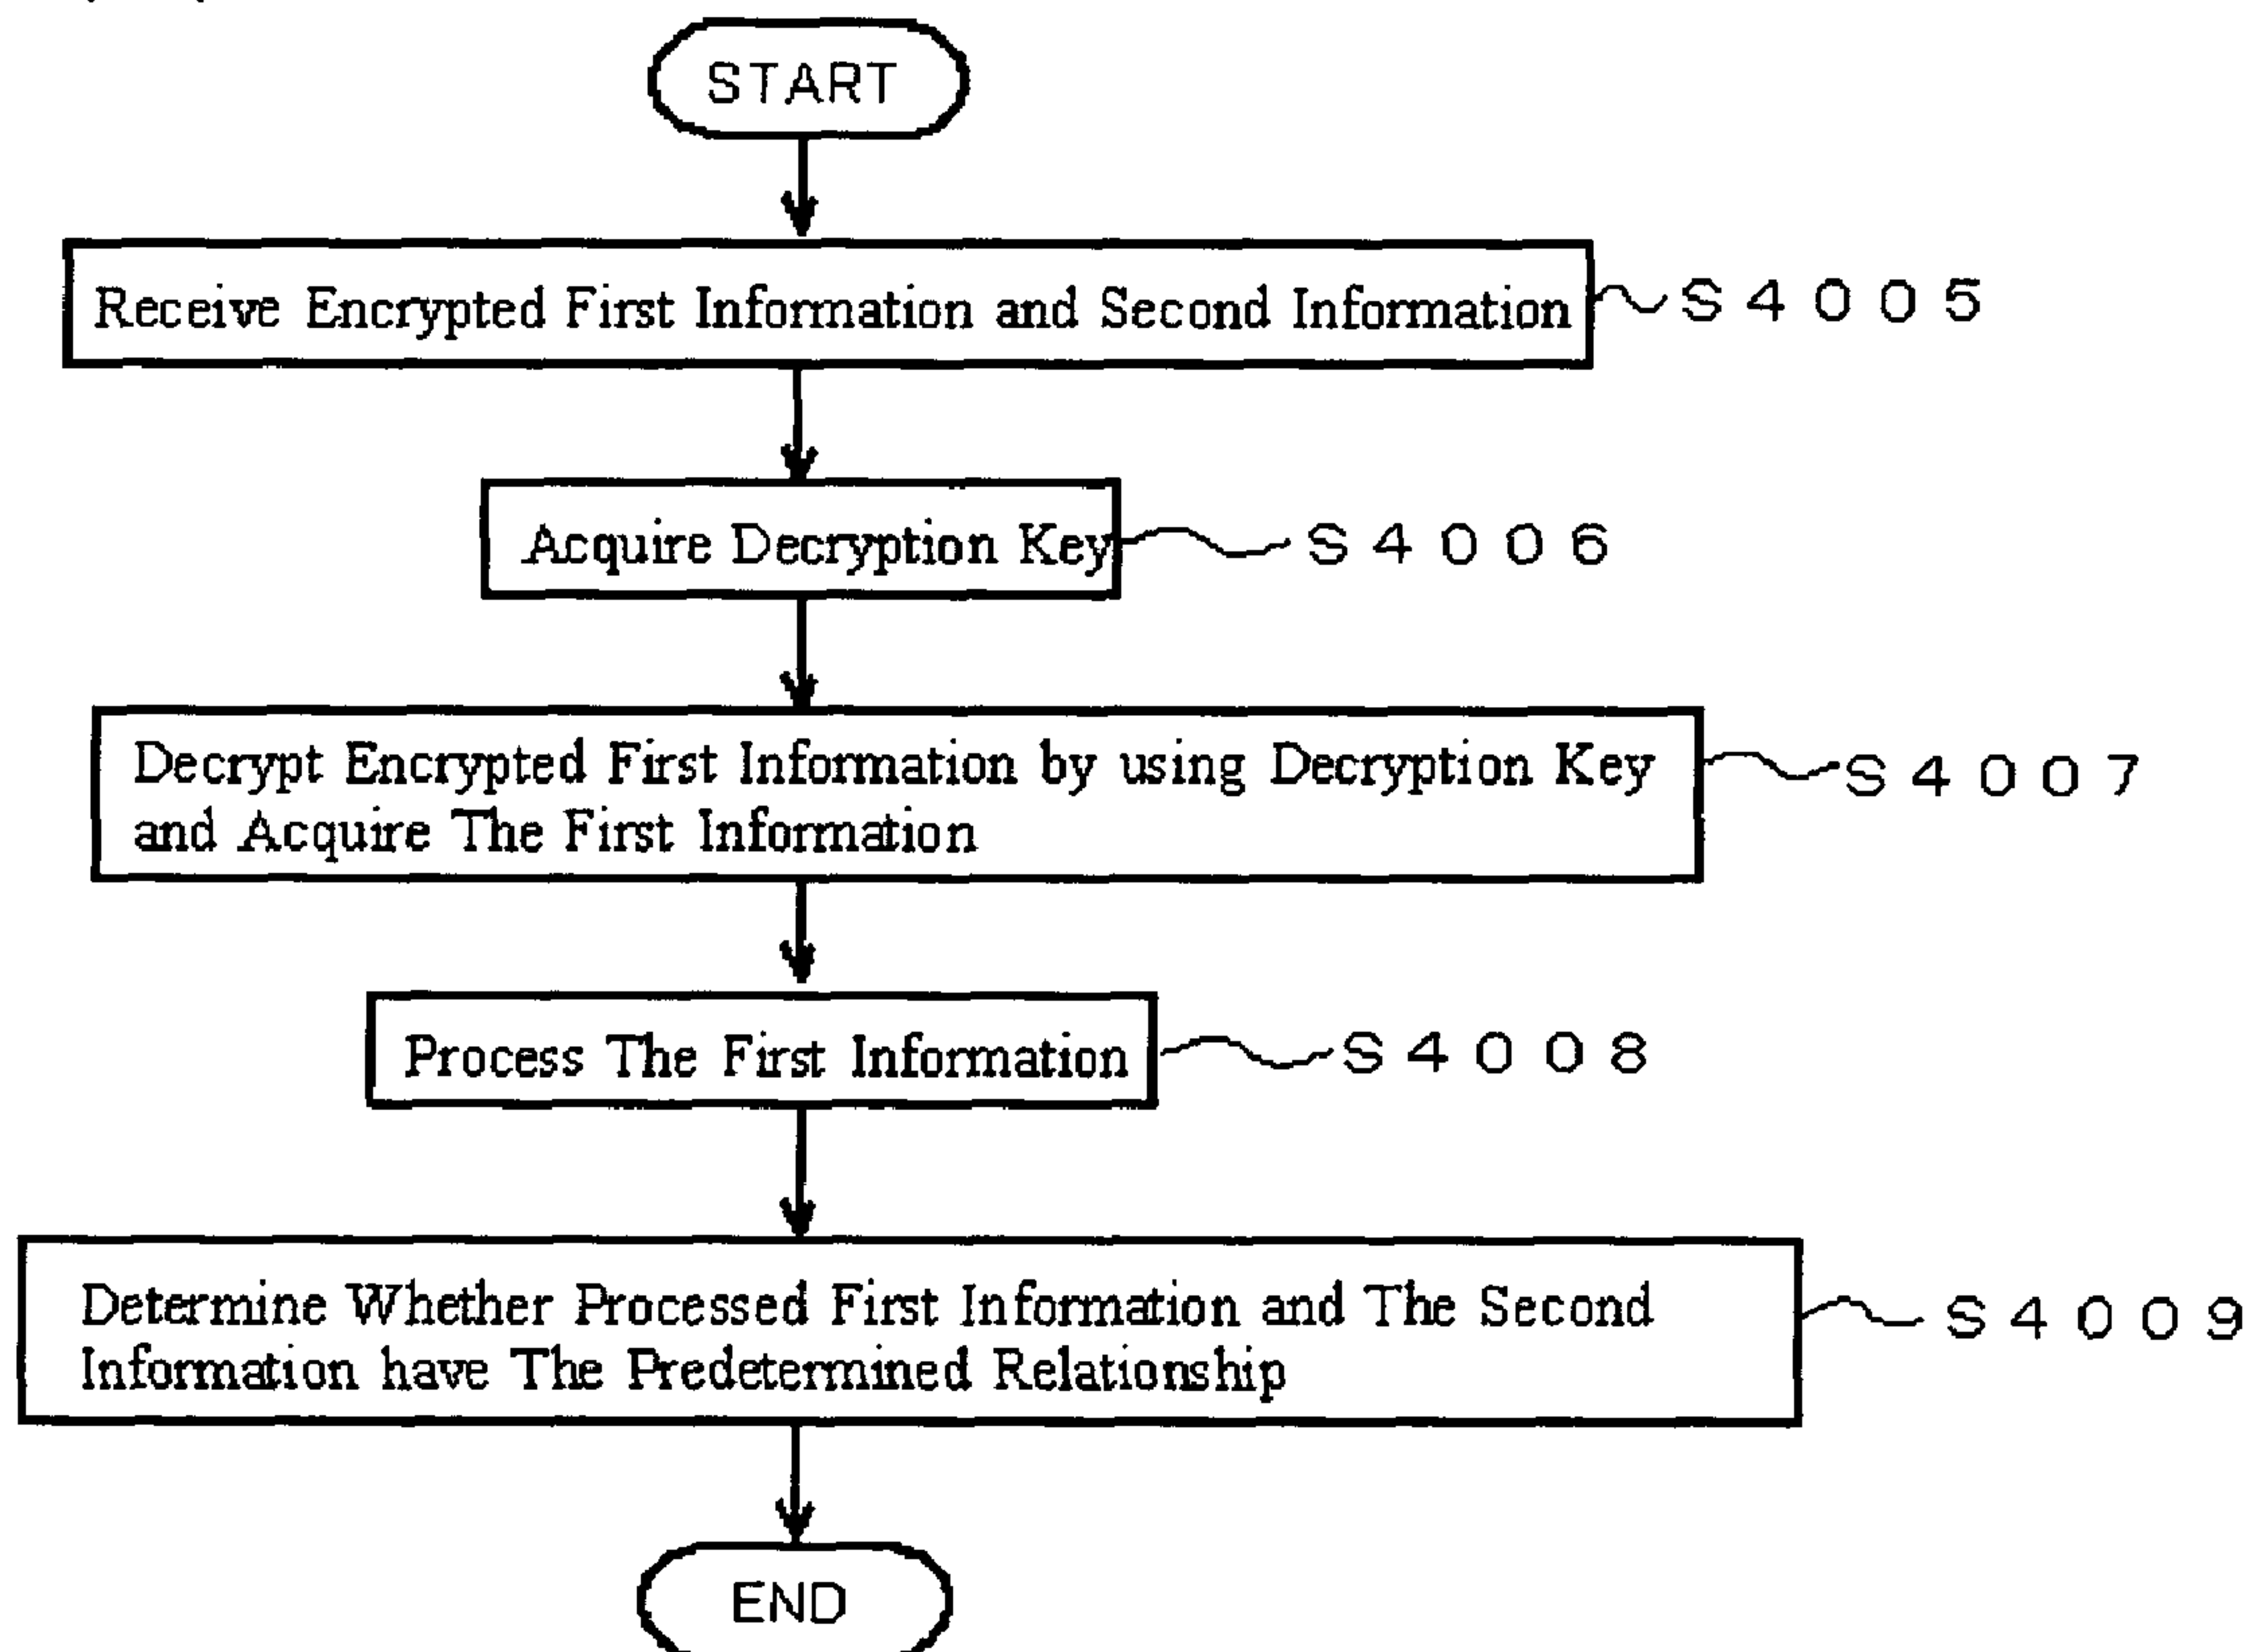 START
Receive Encrypted First Information and Second Information
S4005
Acquire Decryption Key
S4006
Decrypt Encrypted First Information by using Decryption Key
and Acquire The First Information
S4007
Process The First Information
S4008
Determine Whether Processed First Information and The Second
Information have The Predetermined Relationship
S4009
END